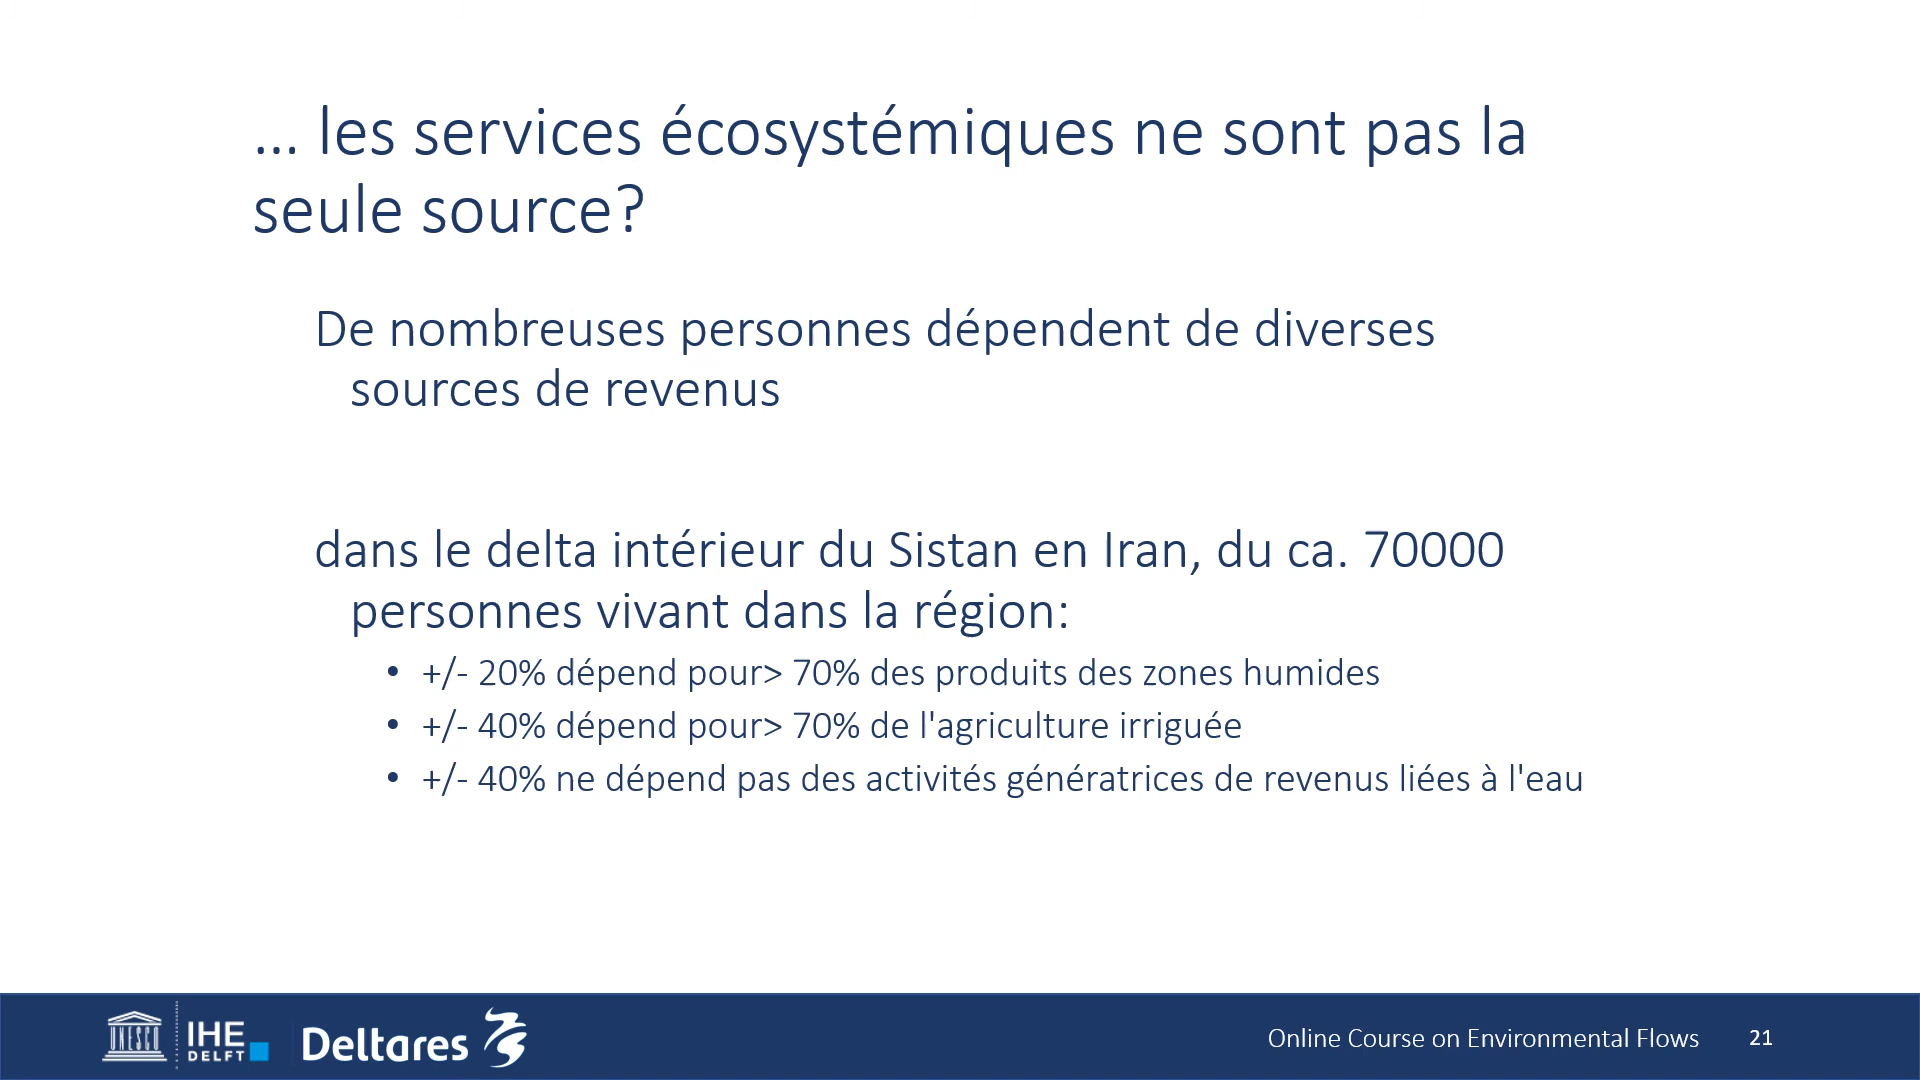 ... les services écosystémiques ne sont pas la
seule source?
De nombreuses personnes dépendent de diverses
sources de revenus
dans le delta intérieur du Sistan en Iran, du ca. 70000
personnes vivant dans la région:
• +/- 20% dépend pour> 70% des produits des zones humides
• +/- 40% dépend pour> 70% de l'agriculture irriguée
• +/- 40% ne dépend pas des activités génératrices de revenus liées à l'eau
UNESCO
IHE
DELFT
Deltares
Online Course on Environmental Flows
21